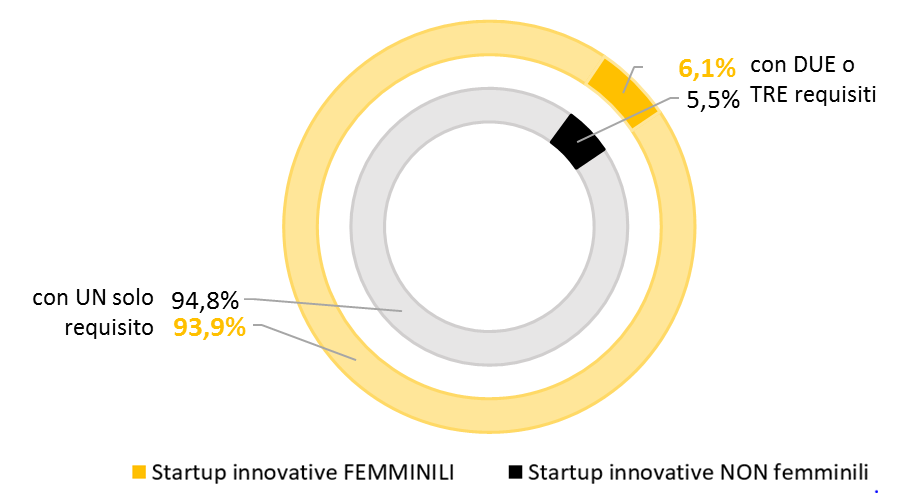 6,1% con DUE o
5,5% TRE requisiti
con UN solo 94,8%
requisito 93,9%
Startup innovative FEMMINILI
Startup innovative NON femminili
.